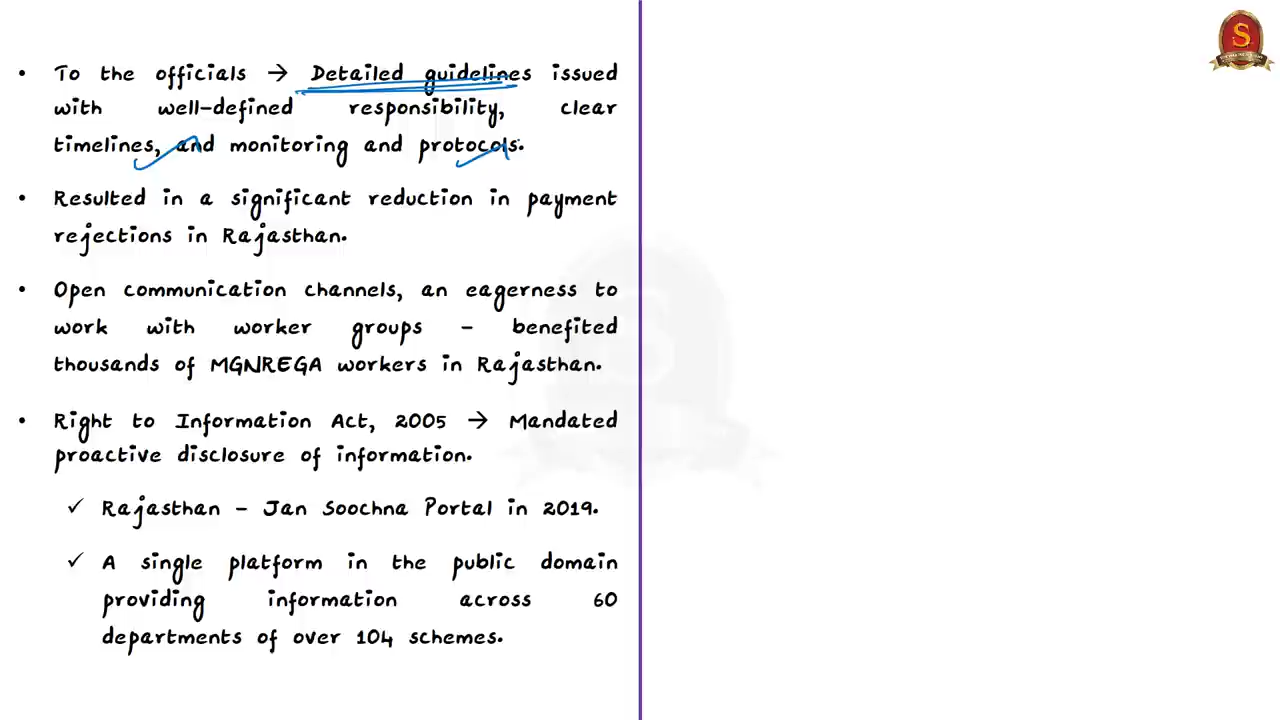 • To the officials → Detailed guidelines issued
with well-defined responsibility, clear
timelines, and monitoring and protocols.
• Resulted in a significant reduction in payment
rejections in Rajasthan.
• Open communication channels, an eagerness to
work with worker groups – benefited
thousands of MGNREGA workers in Rajasthan.
• Right to Information Act, 2005 → Mandated
proactive disclosure of information.
✓ Rajasthan – Jan Soochna Portal in 2019.
✓ A single platform in the public domain
providing information across 60
departments of over 104 schemes.
S